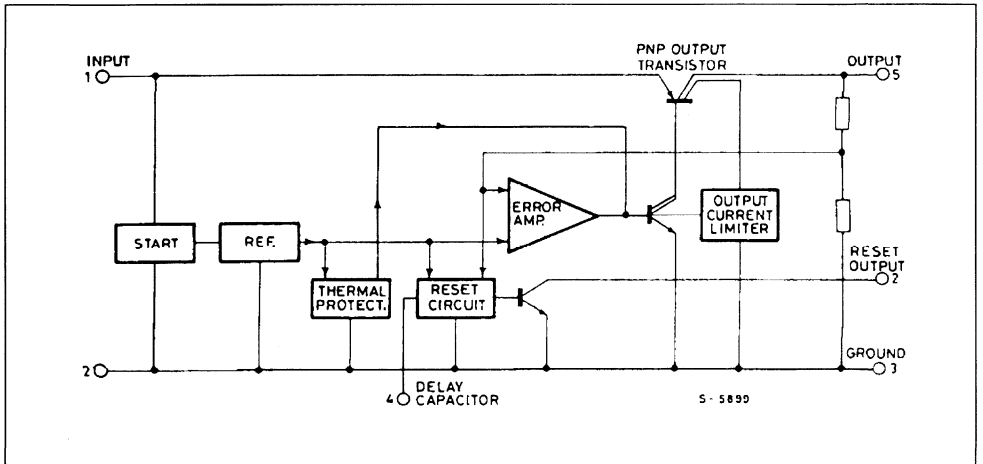 PNP OUTPUT
TRANSISTOR
INPUT
1
OUTPUT
5
START
REF.
ERROR
AMP.
OUTPUT
CURRENT
LIMITER
THERMAL
PROTECT.
RESET
CIRCUIT
RESET
OUTPUT
2
2
GROUND
3
4
DELAY
CAPACITOR
S-5899